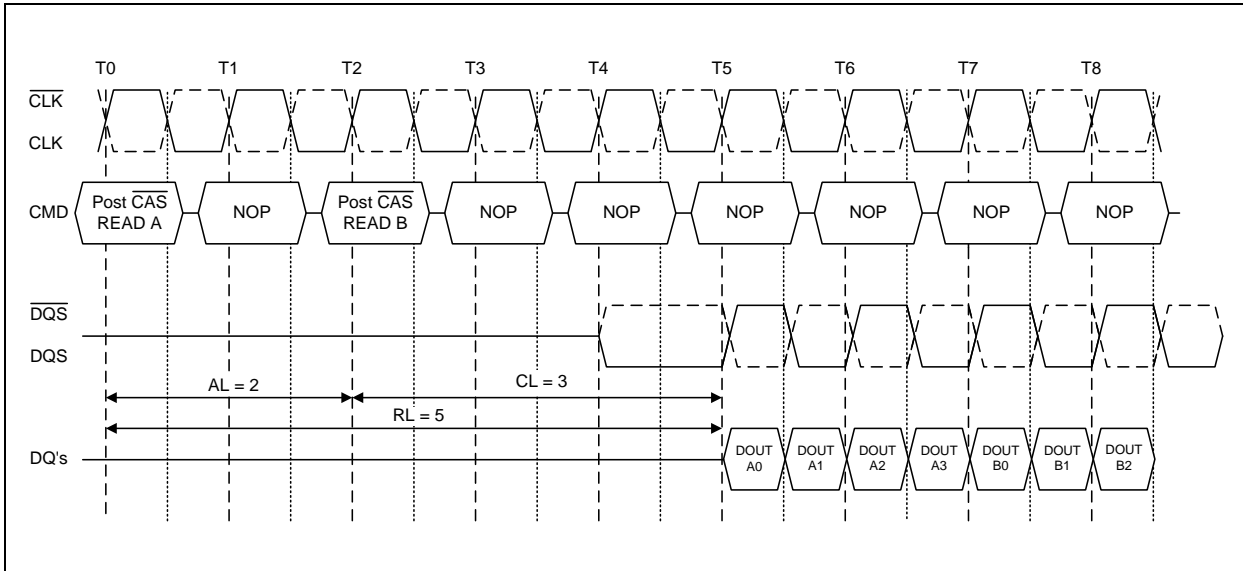 T0 T1 T2 T3 T4 T5 T6 T7 T8
CLK
CLK
CMD
Post CAS
READ A
NOP
Post CAS
READ B
NOP
NOP
NOP
NOP
NOP
NOP
DQS
DQS
AL = 2
CL = 3
RL = 5
DQ's
DOUT
A0
DOUT
A1
DOUT
A2
DOUT
A3
DOUT
B0
DOUT
B1
DOUT
B2